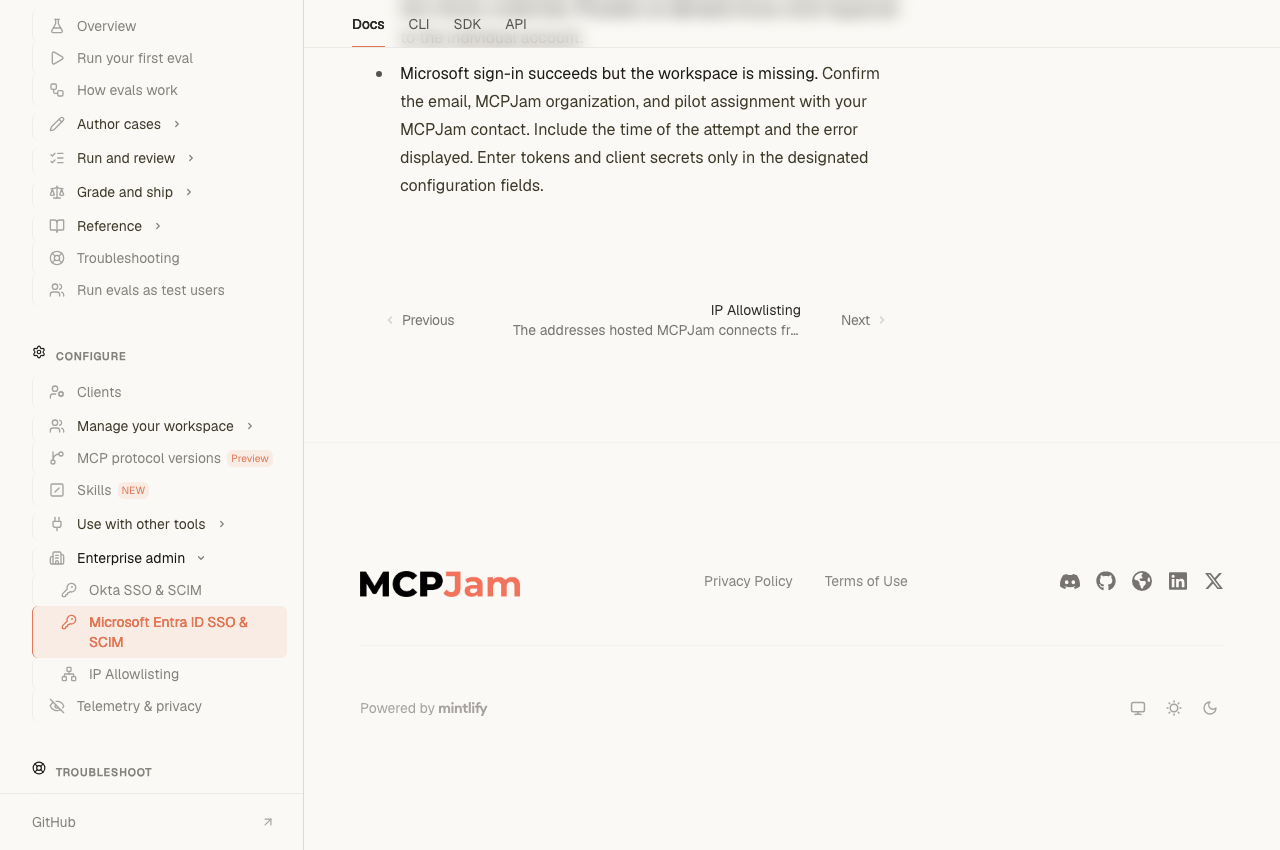 Overview
Run your first eval
How evals work
Author cases
Run and review
Grade and ship
Reference
Troubleshooting
Run evals as test users
CONFIGURE
Clients
Manage your workspace
MCP protocol versions Preview
Skills NEW
Use with other tools
Enterprise admin
Okta SSO & SCIM
Microsoft Entra ID SSO &
SCIM
IP Allowlisting
Telemetry & privacy
TROUBLESHOOT
GitHub
Docs CLI SDK API
to the individual account.
Microsoft sign-in succeeds but the workspace is missing. Confirm
the email, MCPJam organization, and pilot assignment with your
MCPJam contact. Include the time of the attempt and the error
displayed. Enter tokens and client secrets only in the designated
configuration fields.
Previous
IP Allowlisting
The addresses hosted MCPJam connects fr...
Next
MCPJam
Privacy Policy Terms of Use
Powered by mintlify